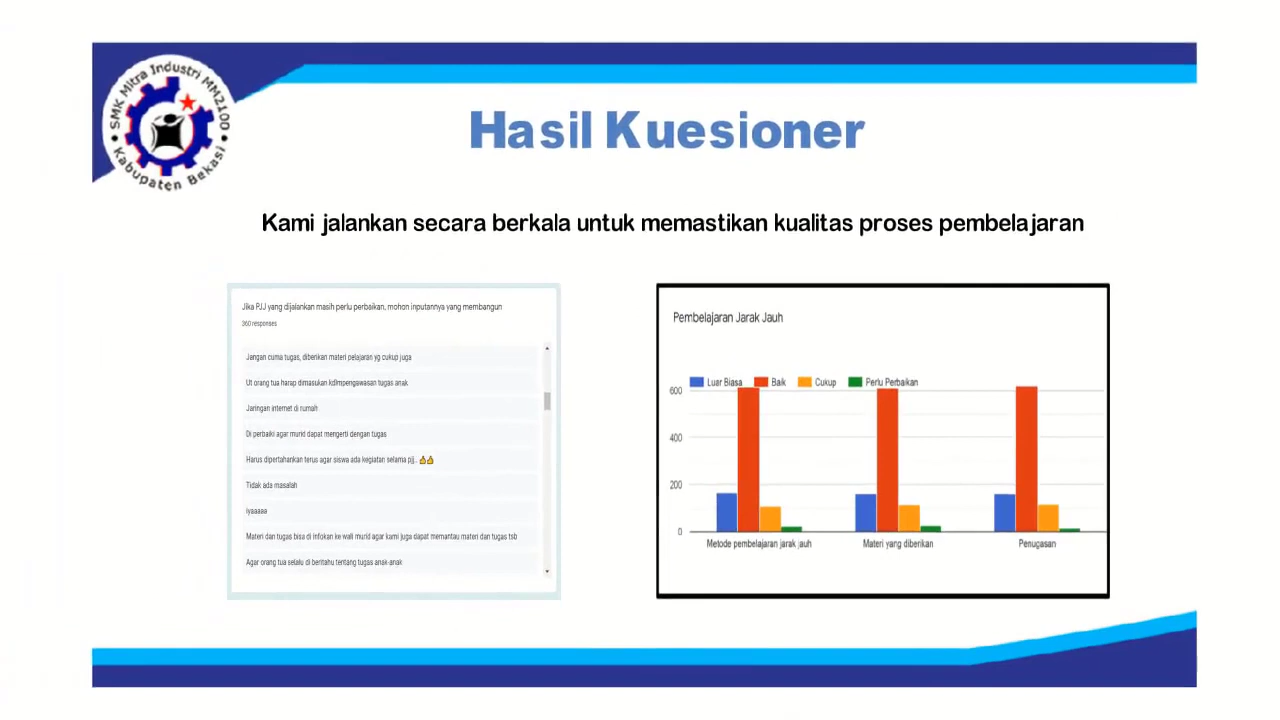 SMK Mitra Industri MM2100
Kabupaten Bekasi
Hasil Kuesioner
Kami jalankan secara berkala untuk memastikan kualitas proses pembelajaran
Jika PJJ yang dijalankan masih perlu perbaikan, mohon inputannya yang membangun
360 responses
Jangan cuma tugas, diberikan materi pelajaran yg cukup juga
Ut orang tua harap dimasukan kdlmpengawasan tugas anak
Jaringan internet di rumah
Di perbaiki agar murid dapat mengerti dengan tugas
Harus dipertahankan terus agar siswa ada kegiatan selama pjj.. 👍👍
Tidak ada masalah
Iyaaaaa
Materi dan tugas bisa di infokan ke wali murid agar kami juga dapat memantau materi dan tugas tsb
Agar orang tua selalu di beritahu tentang tugas anak-anak
Pembelajaran Jarak Jauh
Luar Biasa Baik Cukup Perlu Perbaikan
600
400
200
0
Metode pembelajaran jarak jauh Materi yang diberikan Penugasan